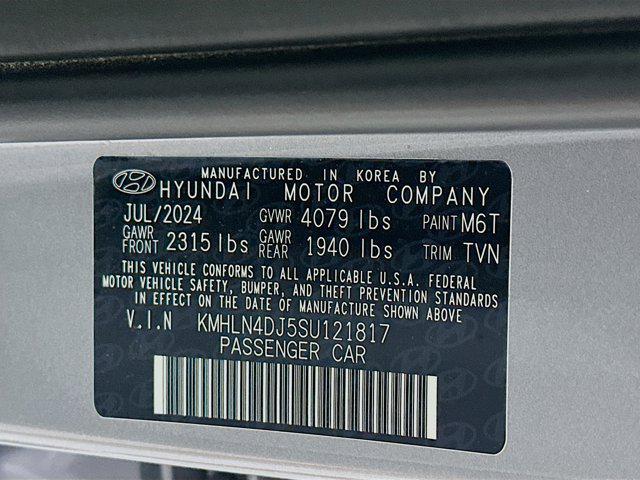 MANUFACTURED IN KOREA BY
HYUNDAI MOTOR COMPANY
JUL/2024 GVWR 4079 lbs PAINT M6T
GAWR FRONT 2315 lbs GAWR REAR 1940 lbs TRIM TVN
THIS VEHICLE CONFORMS TO ALL APPLICABLE U.S.A. FEDERAL
MOTOR VEHICLE SAFETY, BUMPER, AND THEFT PREVENTION STANDARDS
IN EFFECT ON THE DATE OF MANUFACTURE SHOWN ABOVE
V.I.N KMHLN4DJ5SU121817
PASSENGER CAR